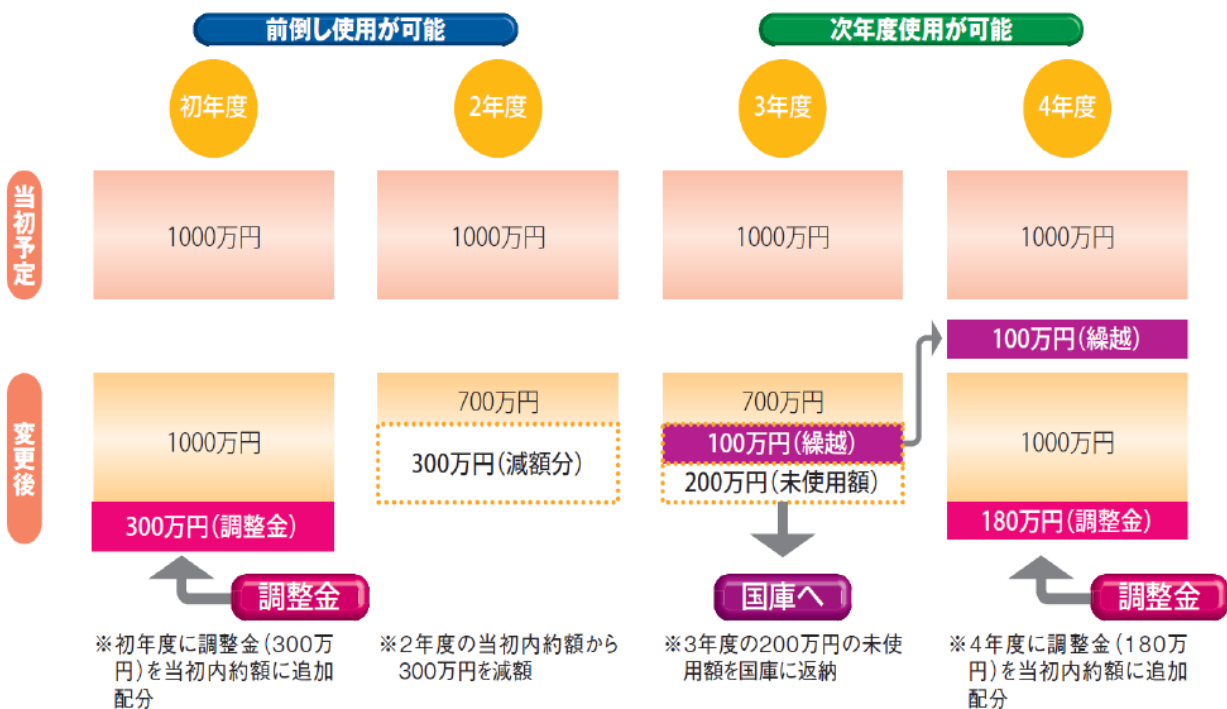 前倒し使用が可能
次年度使用が可能
初年度
2年度
3年度
4年度
当初予定
1000万円
1000万円
1000万円
1000万円
100万円(繰越)
変更後
1000万円
300万円(調整金)
700万円
300万円(減額分)
700万円
100万円(繰越)
200万円(未使用額)
1000万円
180万円(調整金)
調整金
国庫へ
調整金
※初年度に調整金(300万
円)を当初内約額に追加
配分
※2年度の当初内約額から
300万円を減額
※3年度の200万円の未使
用額を国庫に返納
※4年度に調整金(180万
円)を当初内約額に追加
配分